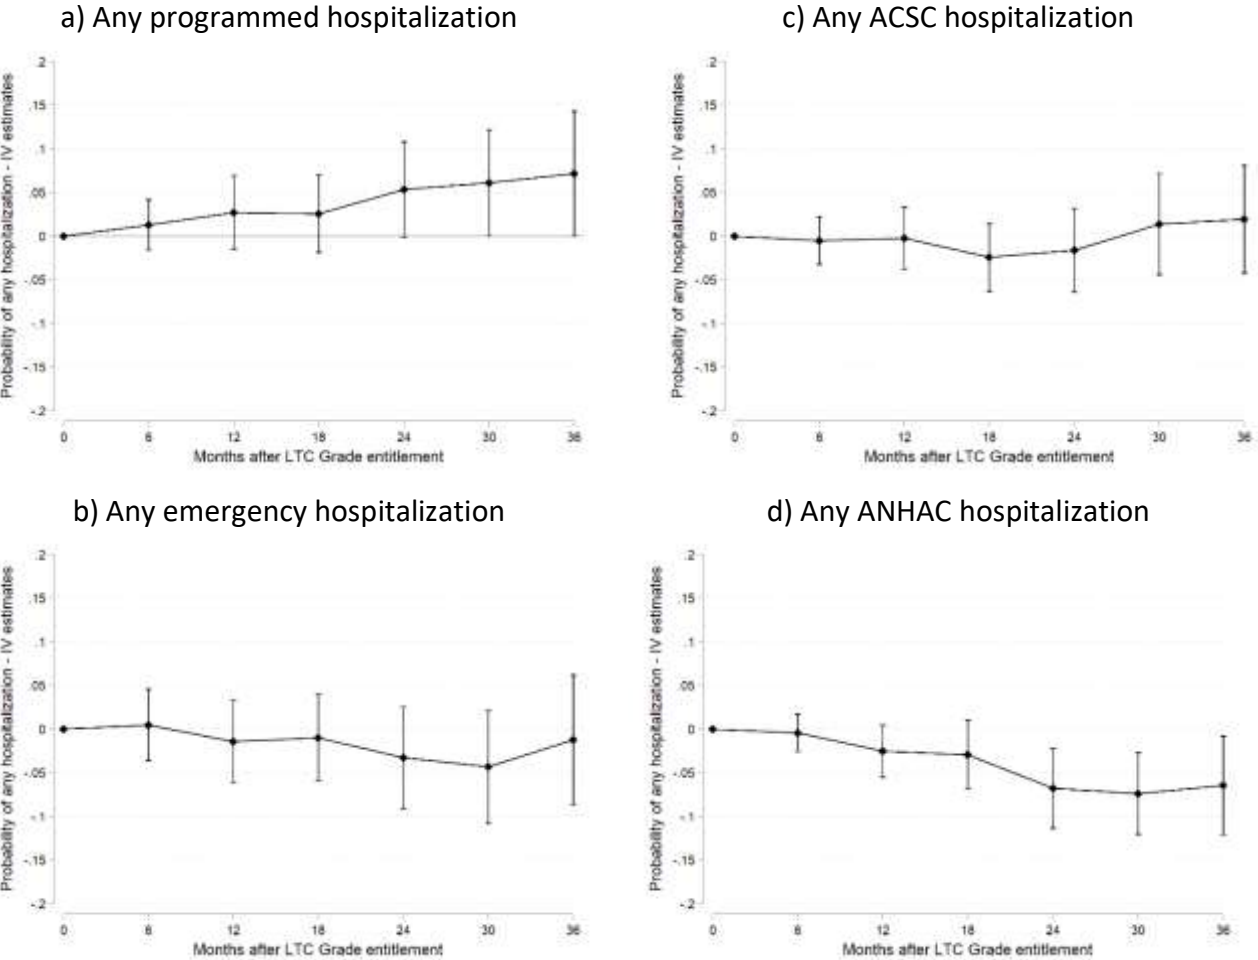 a) Any programmed hospitalization
Probability of any hospitalization - IV estimates
.2
.15
.1
.05
0
-.05
-.1
-.15
-.2
0 6 12 18 24 30 36
Months after LTC Grade entitlement
c) Any ACSC hospitalization
Probability of any hospitalization - IV estimates
.2
.15
.1
.05
0
-.05
-.1
-.15
-.2
0 6 12 18 24 30 36
Months after LTC Grade entitlement
b) Any emergency hospitalization
Probability of any hospitalization - IV estimates
.2
.15
.1
.05
0
-.05
-.1
-.15
-.2
0 6 12 18 24 30 36
Months after LTC Grade entitlement
d) Any ANHAC hospitalization
Probability of any hospitalization - IV estimates
.2
.15
.1
.05
0
-.05
-.1
-.15
-.2
0 6 12 18 24 30 36
Months after LTC Grade entitlement